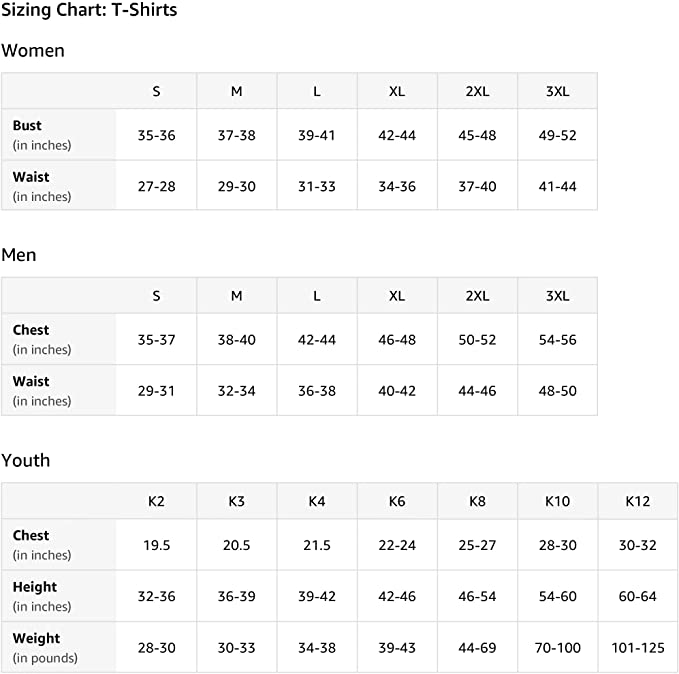 Sizing Chart: T-Shirts
Women
S M L XL 2XL 3XL
Bust
(in inches)
35-36 37-38 39-41 42-44 45-48 49-52
Waist
(in inches)
27-28 29-30 31-33 34-36 37-40 41-44
Men
S M L XL 2XL 3XL
Chest
(in inches)
35-37 38-40 42-44 46-48 50-52 54-56
Waist
(in inches)
29-31 32-34 36-38 40-42 44-46 48-50
Youth
K2 K3 K4 K6 K8 K10 K12
Chest
(in inches)
19.5 20.5 21.5 22-24 25-27 28-30 30-32
Height
(in inches)
32-36 36-39 39-42 42-46 46-54 54-60 60-64
Weight
(in pounds)
28-30 30-33 34-38 39-43 44-69 70-100 101-125